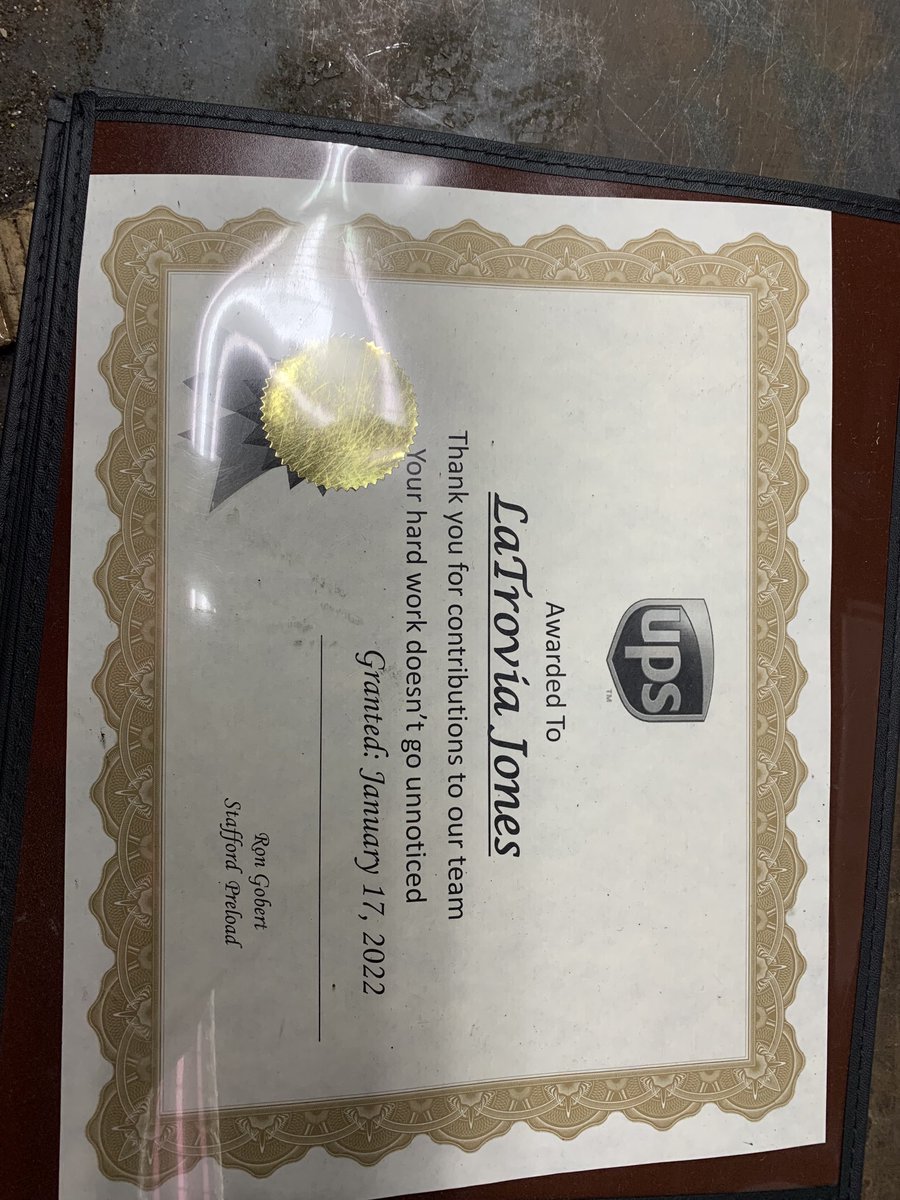 ups
TM
Awarded To
LaTrovia Jones
Thank you for contributions to our team
Your hard work doesn't go unnoticed
Granted: January 17, 2022
Ron Gobert
Stafford Preload